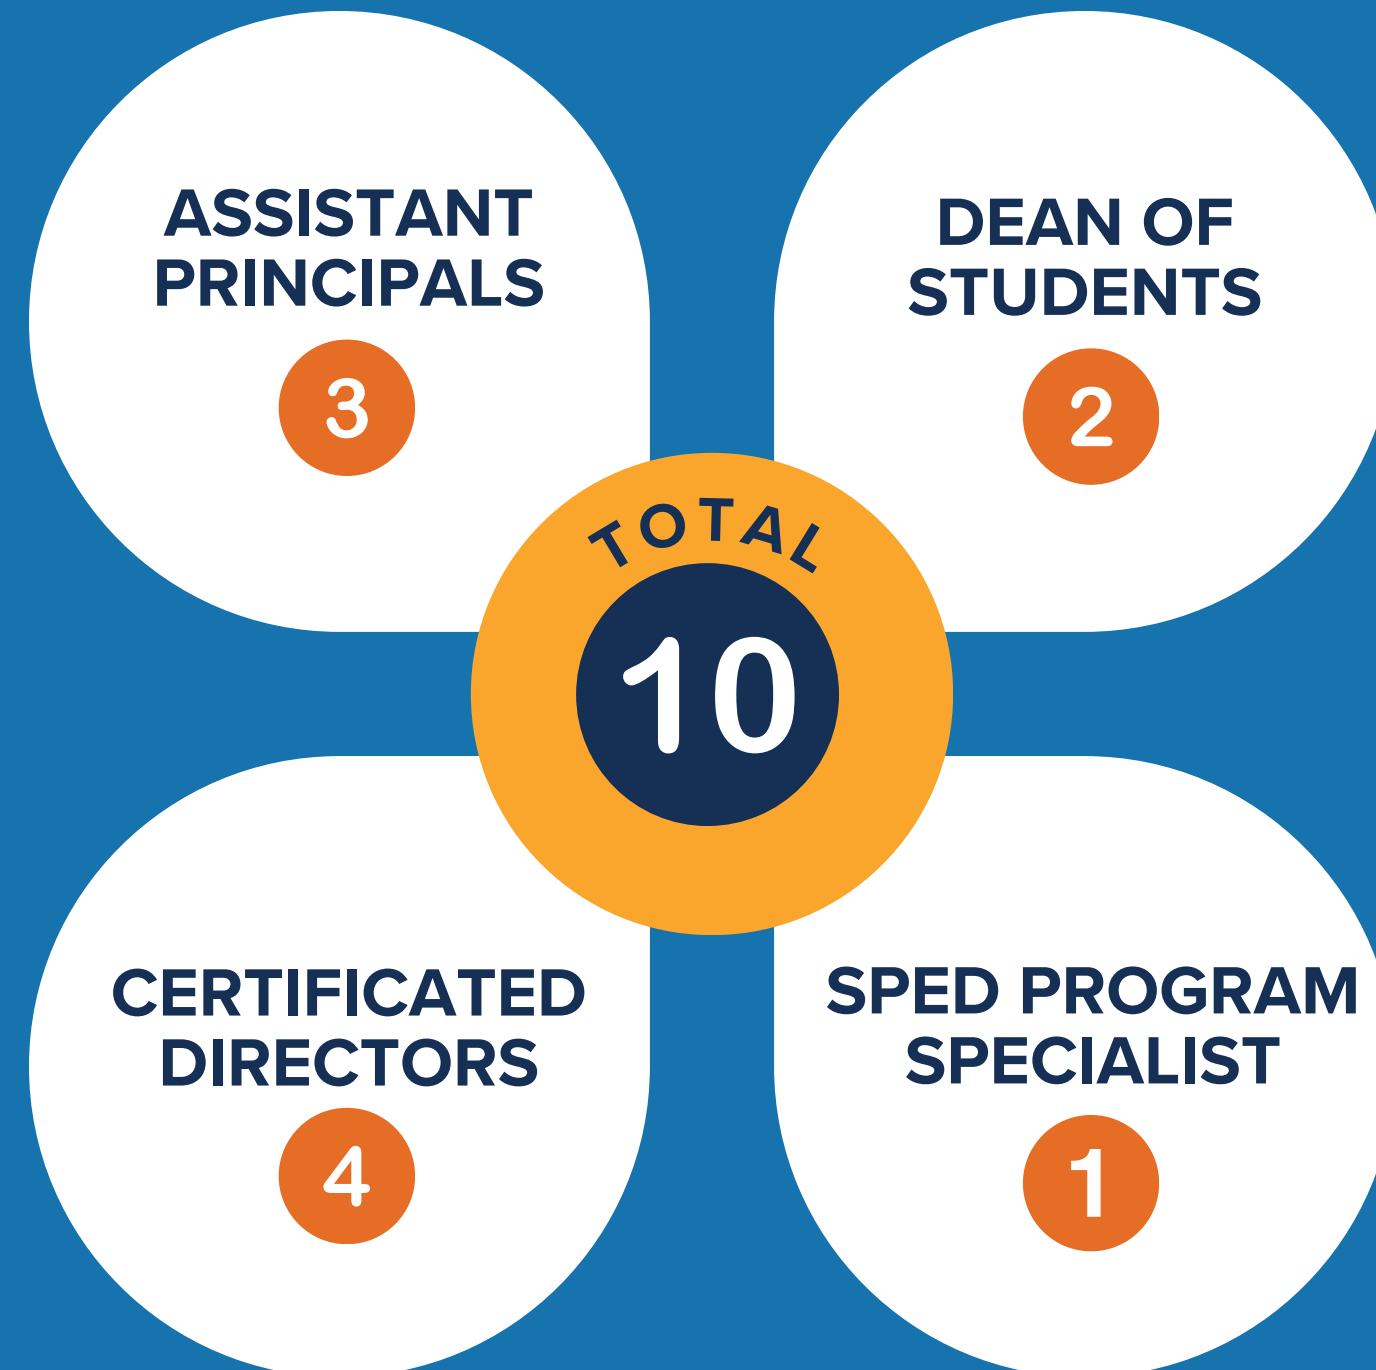 ASSISTANT
PRINCIPALS
3
DEAN OF
STUDENTS
2
TOTAL
10
CERTIFICATED
DIRECTORS
4
SPED PROGRAM
SPECIALIST
1